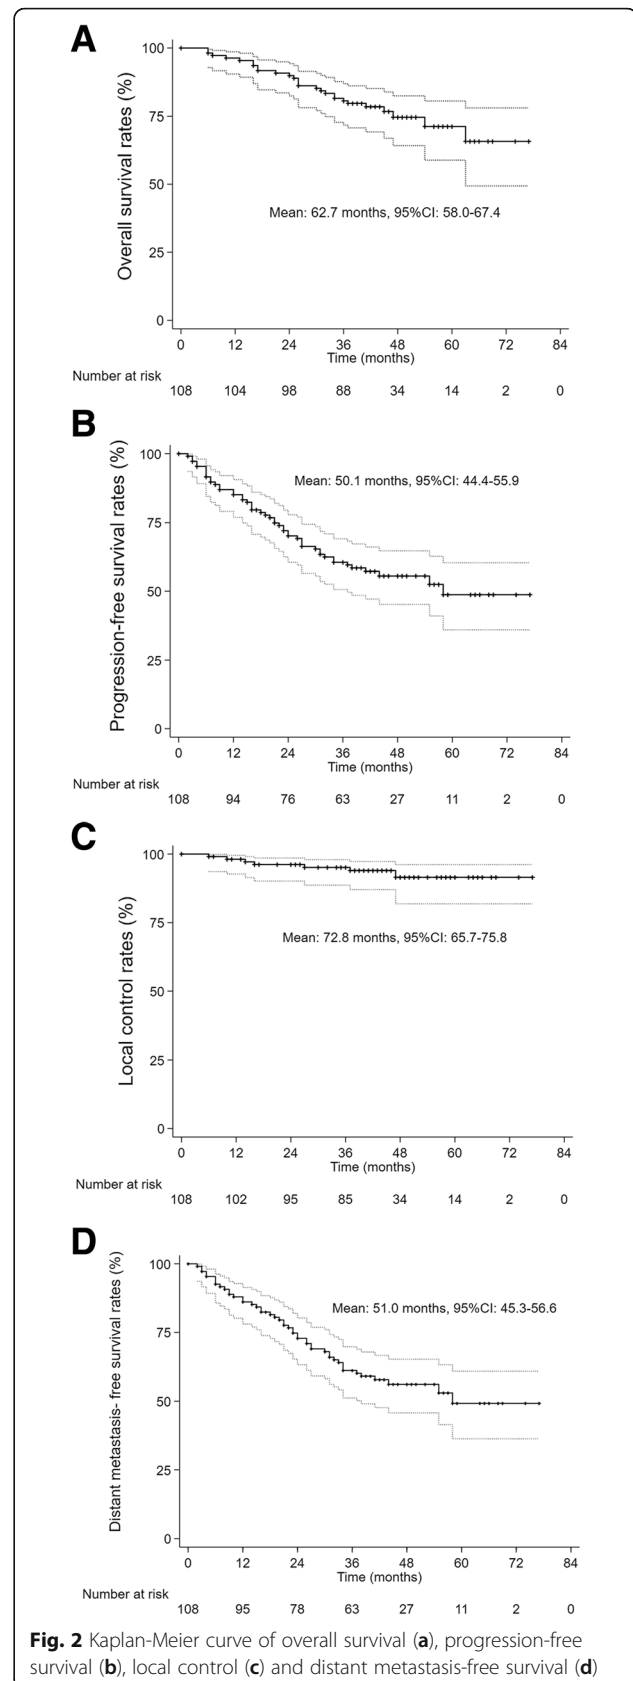 A
Overall survival rates (%)
100
75
50
25
0
Mean: 62.7 months, 95%CI: 58.0-67.4
0 12 24 36 48 60 72 84
Time (months)
Number at risk
108 104 98 88 34 14 2 0
B
Progression-free survival rates (%)
100
75
50
25
0
Mean: 50.1 months, 95%CI: 44.4-55.9
0 12 24 36 48 60 72 84
Time (months)
Number at risk
108 94 76 63 27 11 2 0
C
Local control rates (%)
100
75
50
25
0
Mean: 72.8 months, 95%CI: 65.7-75.8
0 12 24 36 48 60 72 84
Time (months)
Number at risk
108 102 95 85 34 14 2 0
D
Distant metastasis- free survival rates (%)
100
75
50
25
0
Mean: 51.0 months, 95%CI: 45.3-56.6
0 12 24 36 48 60 72 84
Time (months)
Number at risk
108 95 78 63 27 11 2 0
Fig. 2 Kaplan-Meier curve of overall survival (a), progression-free
survival (b), local control (c) and distant metastasis-free survival (d)